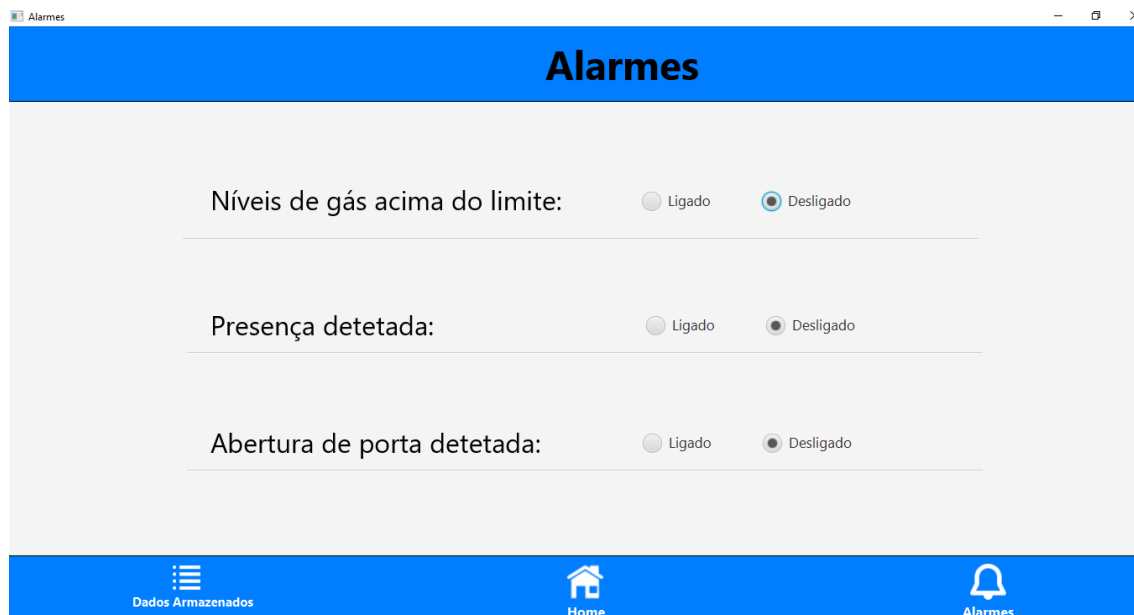 Alarmes
Alarmes
Níveis de gás acima do limite: Ligado Desligado
Presença detetada: Ligado Desligado
Abertura de porta detetada: Ligado Desligado
Dados Armazenados Home Alarmes